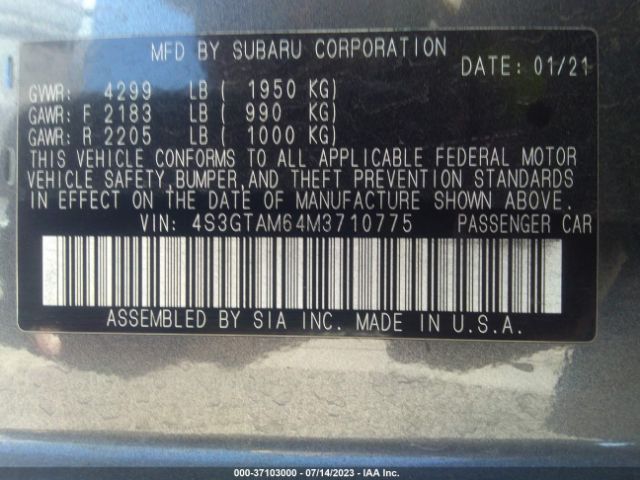 MFD BY SUBARU CORPORATION
DATE: 01/21
GVWR: 4299 LB ( 1950 KG)
GAWR: F 2183 LB ( 990 KG)
GAWR: R 2205 LB ( 1000 KG)
THIS VEHICLE CONFORMS TO ALL APPLICABLE FEDERAL MOTOR
VEHICLE SAFETY,BUMPER,AND THEFT PREVENTION STANDARDS
IN EFFECT ON THE DATE OF MANUFACTURE SHOWN ABOVE.
VIN: 4S3GTAM64M3710775 PASSENGER CAR
ASSEMBLED BY SIA INC. MADE IN U.S.A.
000-37103000 - 07/14/2023 - IAA Inc.